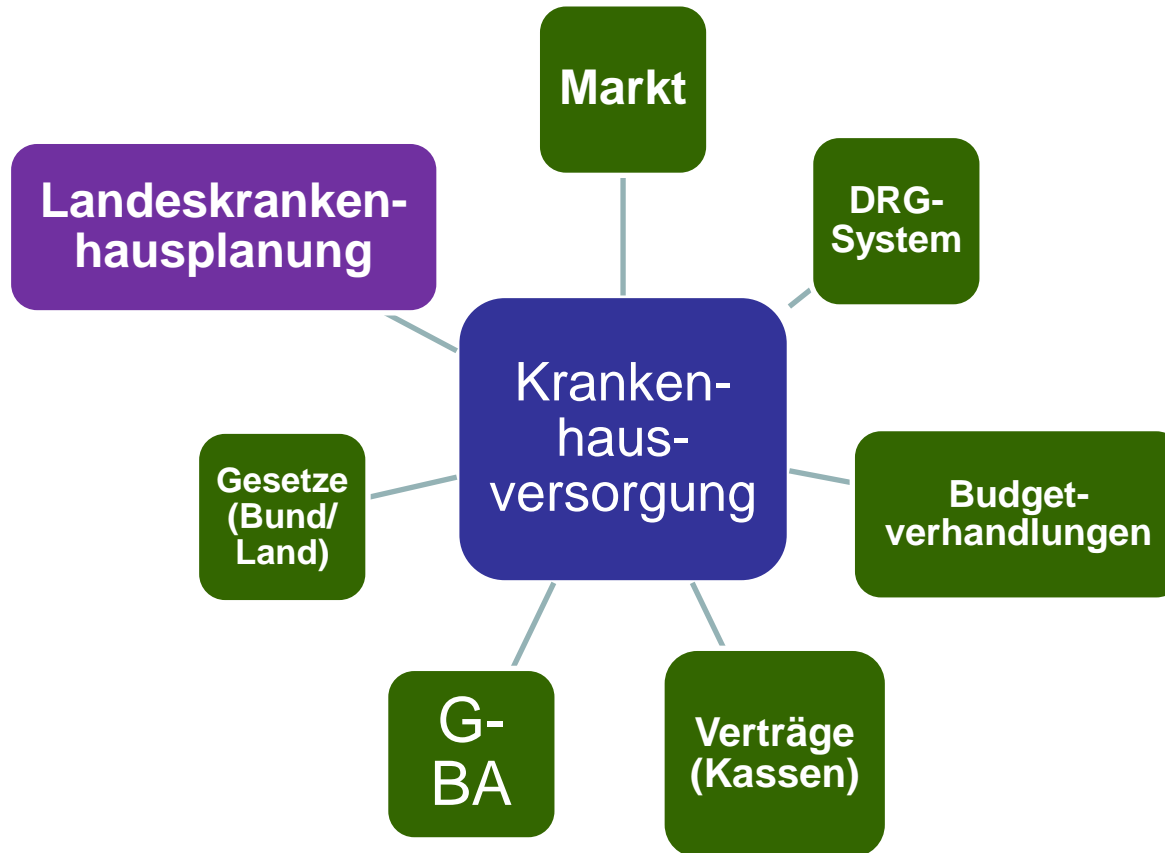 Markt
DRG-
System
Landeskranken-
hausplanung
Kranken-
haus-
versorgung
Gesetze
(Bund/
Land)
Budget-
verhandlungen
G-
BA
Verträge
(Kassen)